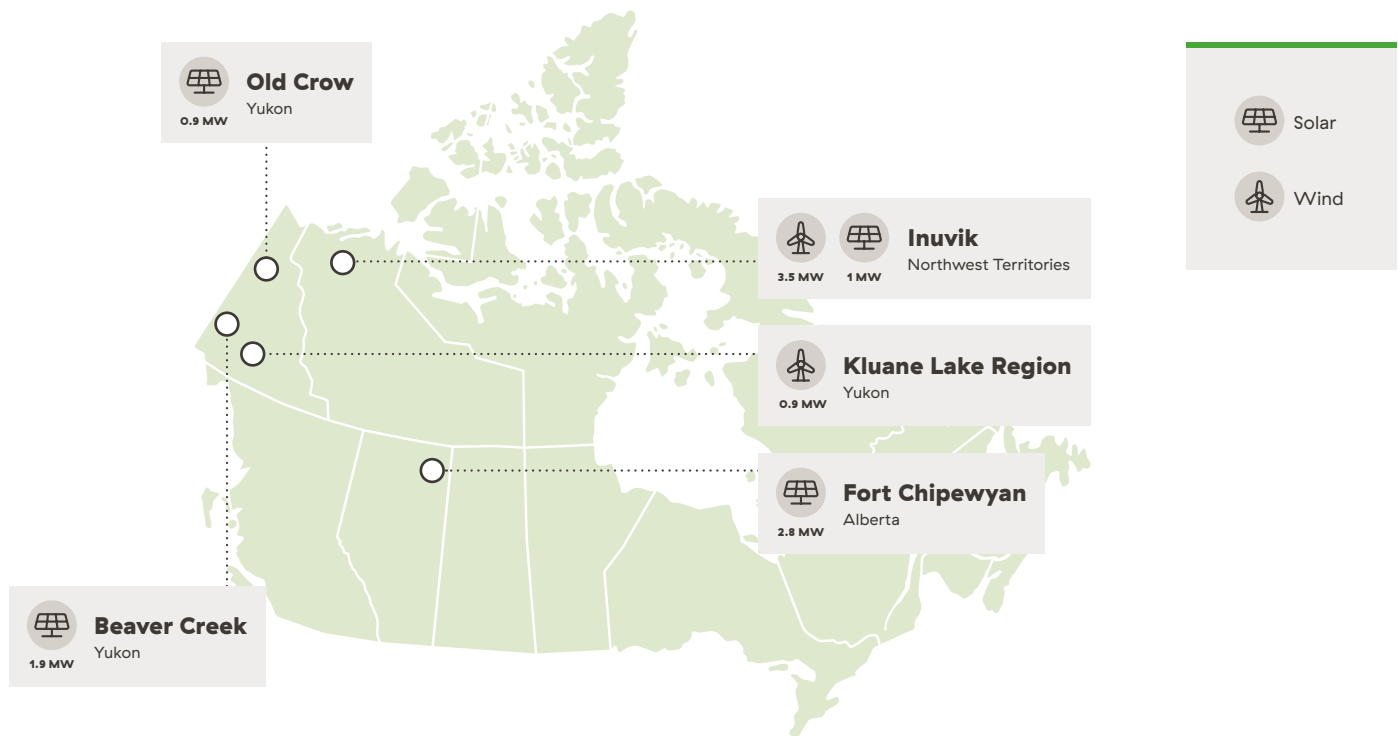 Old Crow
Yukon
0.9 MW
Solar
Wind
Inuvik
Northwest Territories
3.5 MW
1 MW
Kluane Lake Region
Yukon
0.9 MW
Fort Chipewyan
Alberta
2.8 MW
Beaver Creek
Yukon
1.9 MW